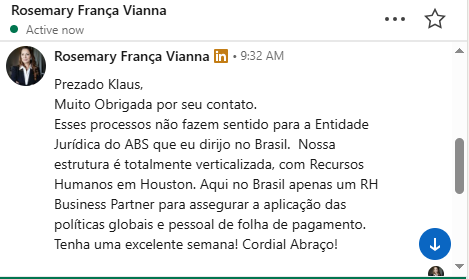 Rosemary França Vianna
Active now
Rosemary França Vianna in • 9:32 AM
Prezado Klaus,
Muito Obrigada por seu contato.
Esses processos não fazem sentido para a Entidade
Jurídica do ABS que eu dirijo no Brasil.  Nossa
estrutura é totalmente verticalizada, com Recursos
Humanos em Houston. Aqui no Brasil apenas um RH
Business Partner para assegurar a aplicação das
políticas globais e pessoal de folha de pagamento.
Tenha uma excelente semana! Cordial Abraço!